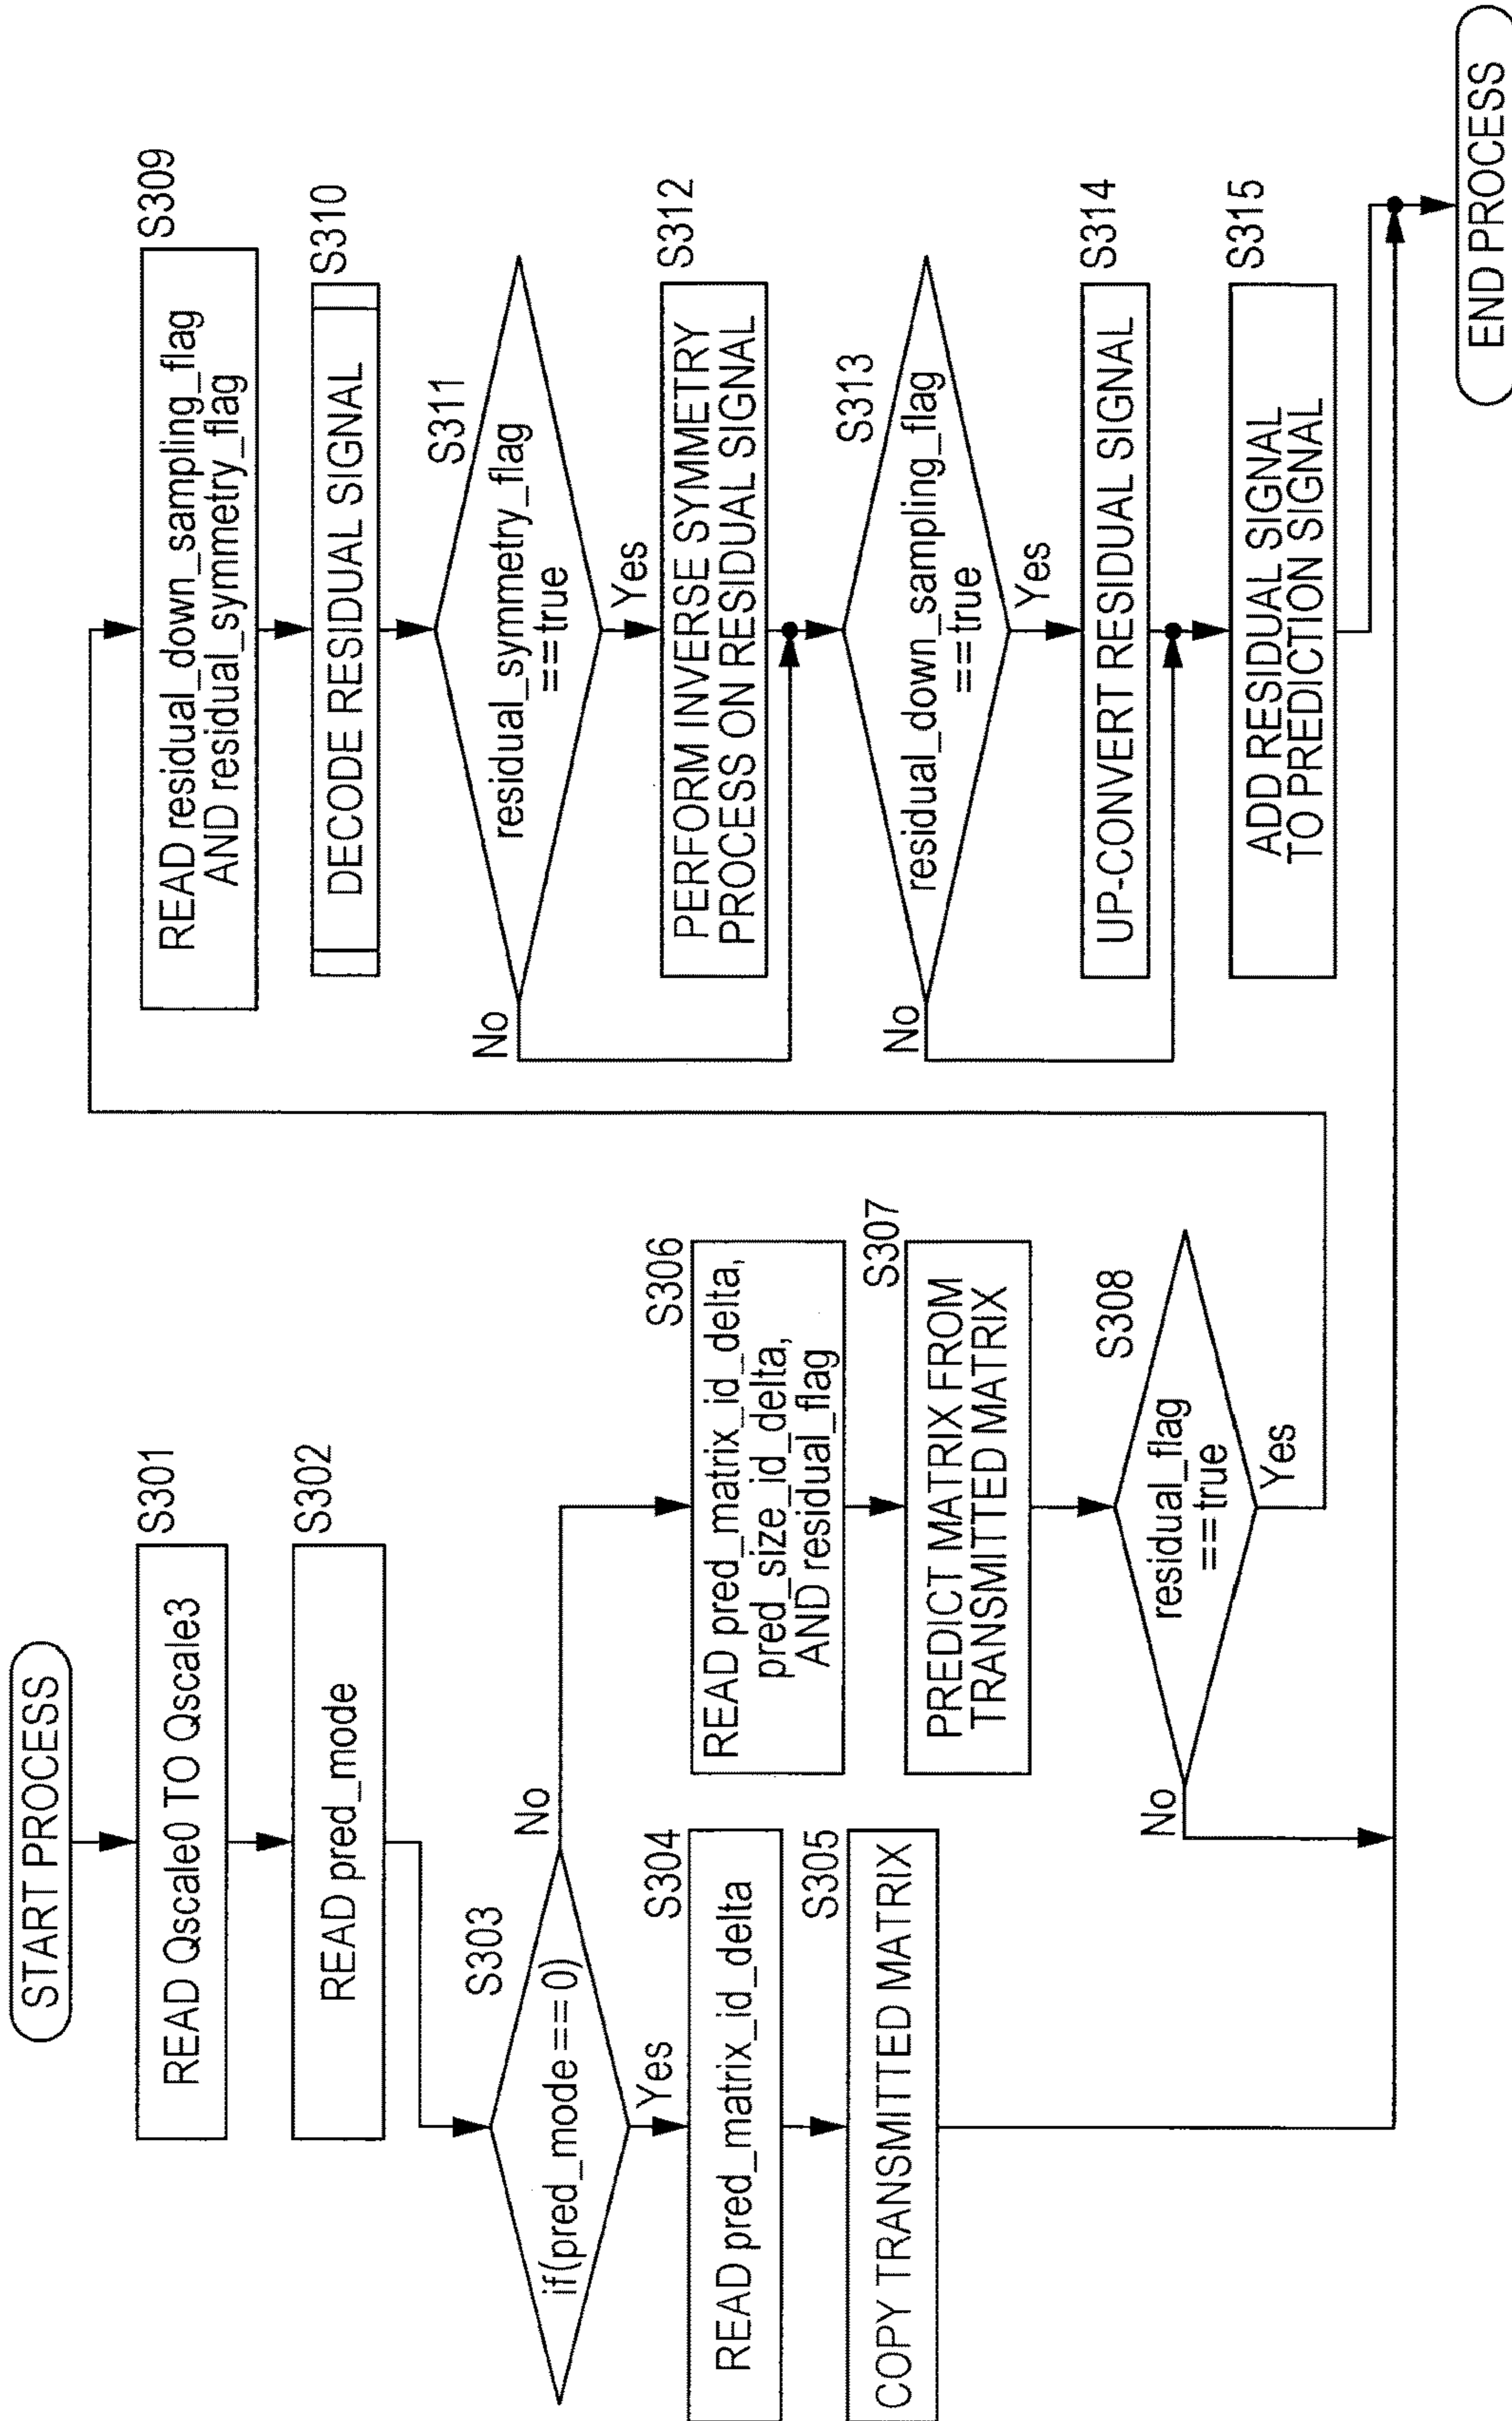 START PROCESS
S301
READ Qscale0 TO Qscale3
S302
READ pred_mode
S303
if(pred_mode==0)
No
Yes
S304
READ pred_matrix_id_delta
S305
COPY TRANSMITTED MATRIX
S306
READ pred_matrix_id_delta,
pred_size_id_delta,
AND residual_flag
S307
PREDICT MATRIX FROM
TRANSMITTED MATRIX
S308
residual_flag
==true
No
Yes
S309
READ residual_down_sampling_flag
AND residual_symmetry_flag
S310
DECODE RESIDUAL SIGNAL
S311
residual_symmetry_flag
==true
No
Yes
S312
PERFORM INVERSE SYMMETRY
PROCESS ON RESIDUAL SIGNAL
S313
residual_down_sampling_flag
==true
No
Yes
S314
UP-CONVERT RESIDUAL SIGNAL
S315
ADD RESIDUAL SIGNAL
TO PREDICTION SIGNAL
END PROCESS